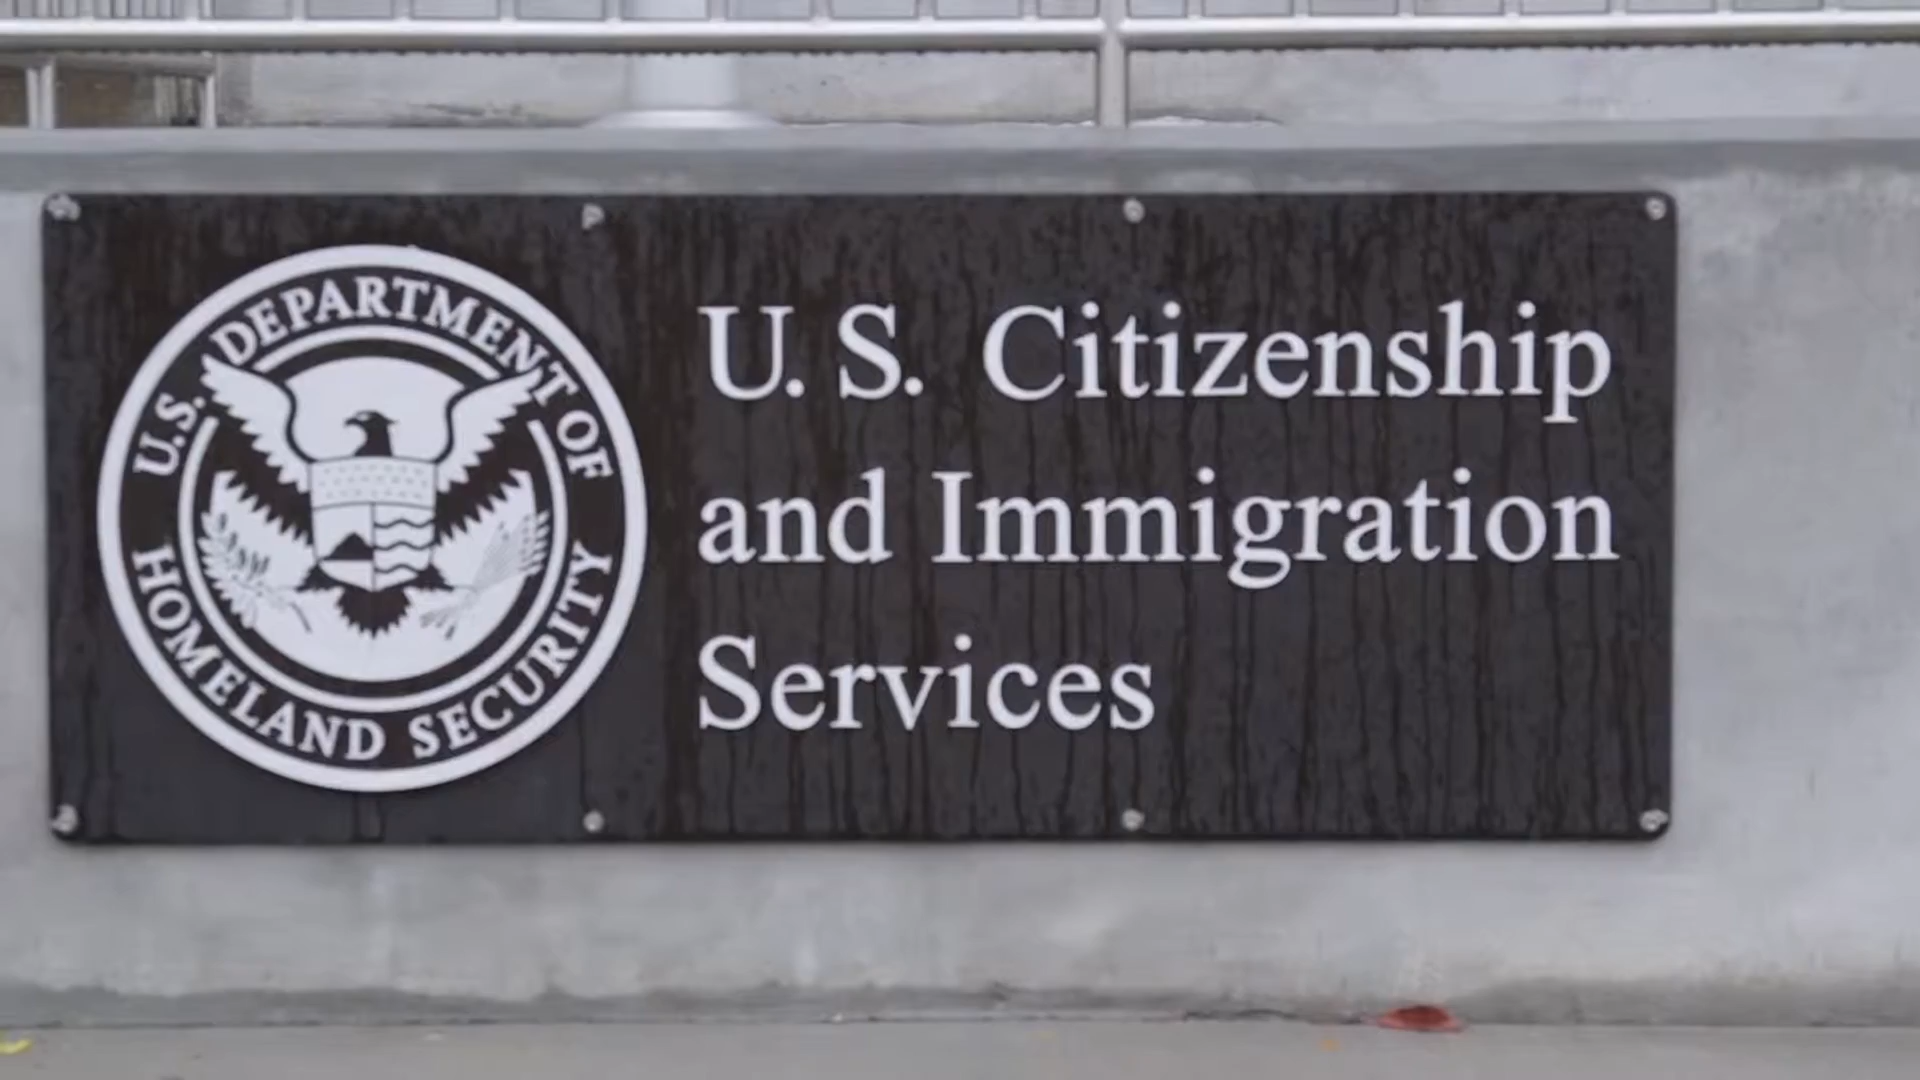 U.S. DEPARTMENT OF
HOMELAND SECURITY
U. S. Citizenship
and Immigration
Services